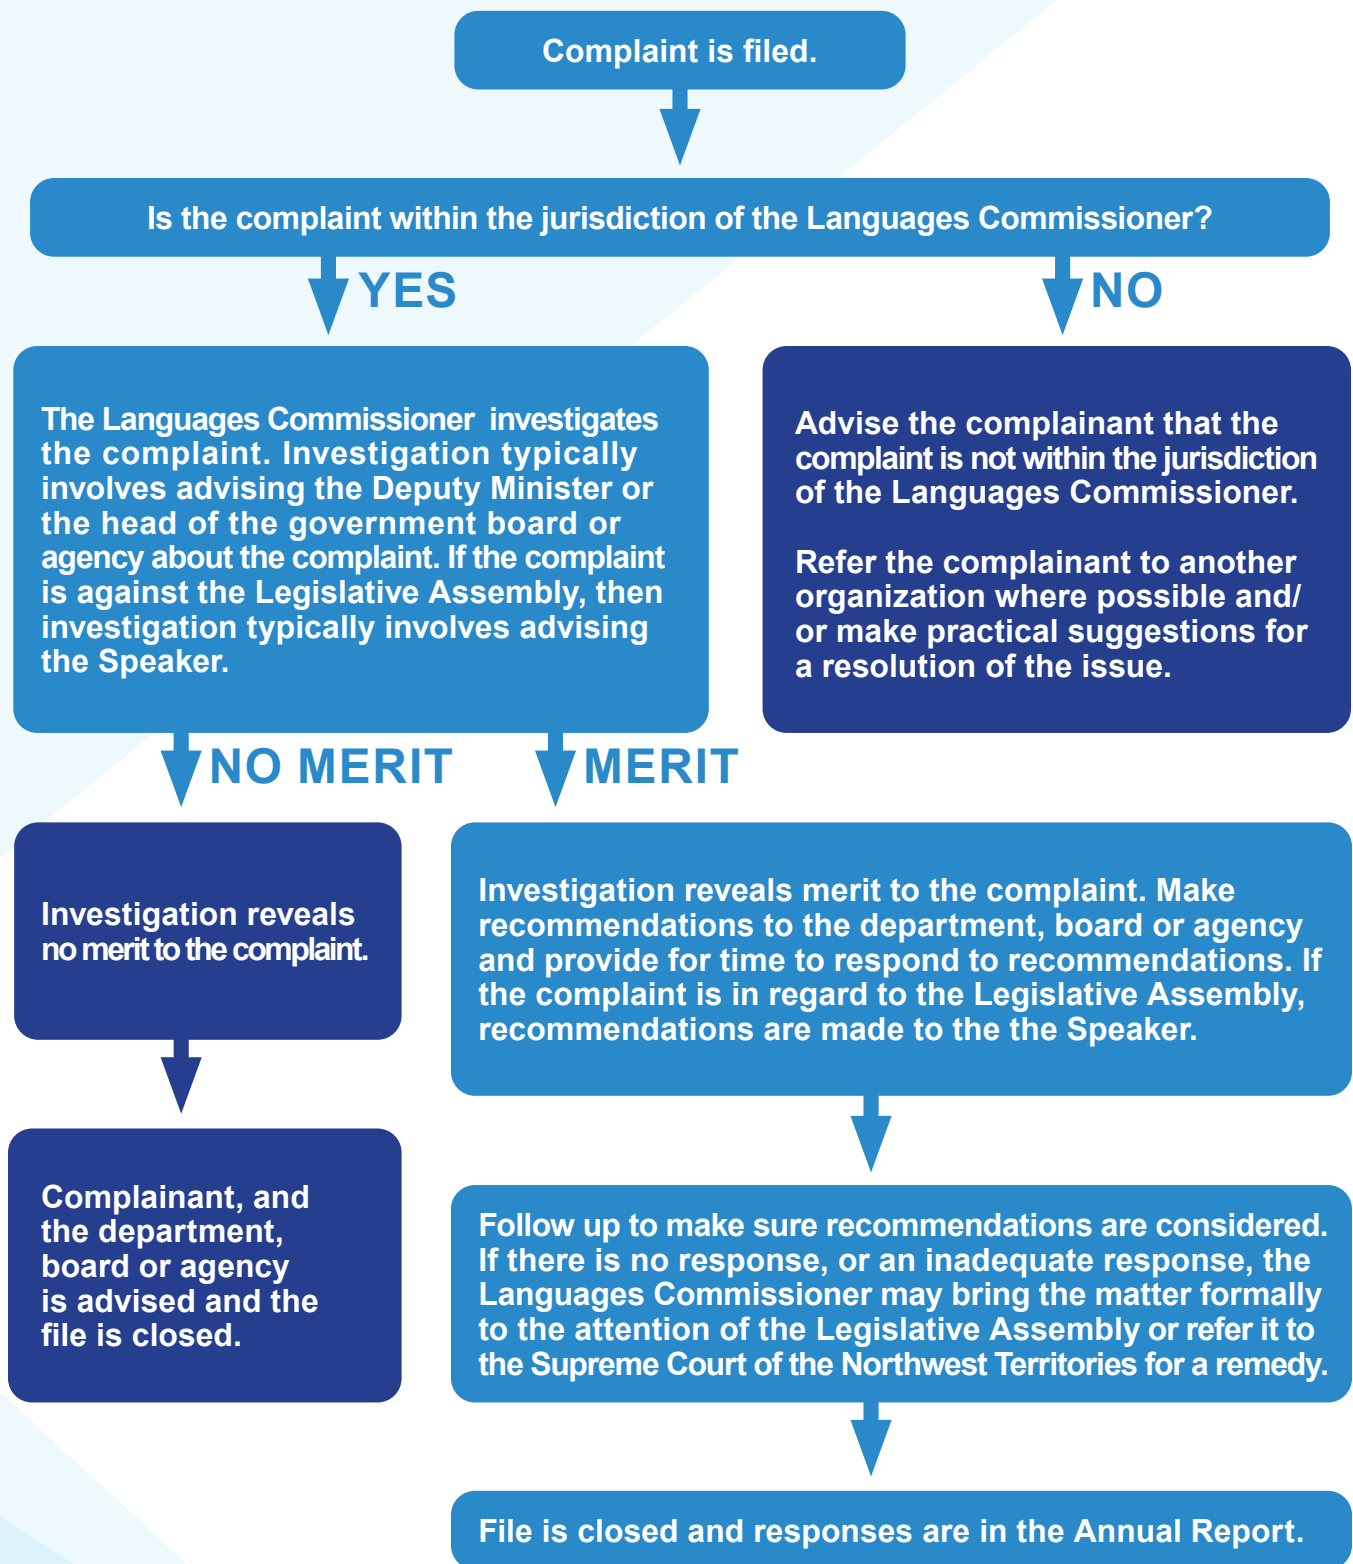 Complaint is filed.
Is the complaint within the jurisdiction of the Languages Commissioner?
YES
NO
The Languages Commissioner investigates
the complaint. Investigation typically
involves advising the Deputy Minister or
the head of the government board or
agency about the complaint. If the complaint
is against the Legislative Assembly, then
investigation typically involves advising
the Speaker.
Advise the complainant that the
complaint is not within the jurisdiction
of the Languages Commissioner.
Refer the complainant to another
organization where possible and/
or make practical suggestions for
a resolution of the issue.
NO MERIT
MERIT
Investigation reveals
no merit to the complaint.
Investigation reveals merit to the complaint. Make
recommendations to the department, board or agency
and provide for time to respond to recommendations. If
the complaint is in regard to the Legislative Assembly,
recommendations are made to the the Speaker.
Complainant, and
the department,
board or agency
is advised and the
file is closed.
Follow up to make sure recommendations are considered.
If there is no response, or an inadequate response, the
Languages Commissioner may bring the matter formally
to the attention of the Legislative Assembly or refer it to
the Supreme Court of the Northwest Territories for a remedy.
File is closed and responses are in the Annual Report.